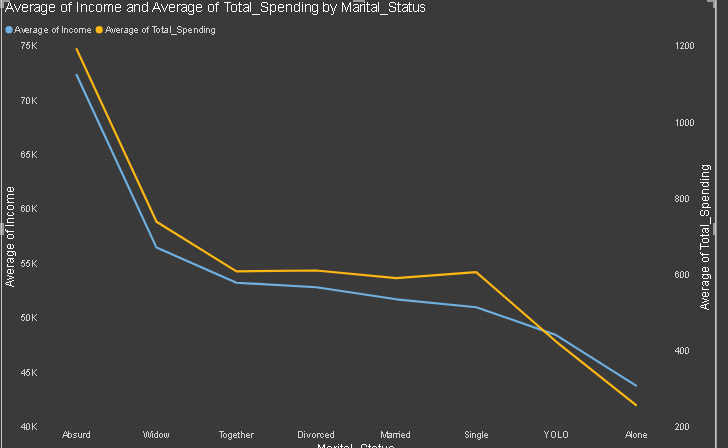 Average of Income and Average of Total_Spending by Marital_Status
Average of Income Average of Total_Spending
75K
70K
65K
60K
55K
50K
45K
40K
Average of Income
1200
1000
800
600
400
200
Average of Total_Spending
Absurd Widow Together Divorced Married Single YOLO Alone
Marital_Status